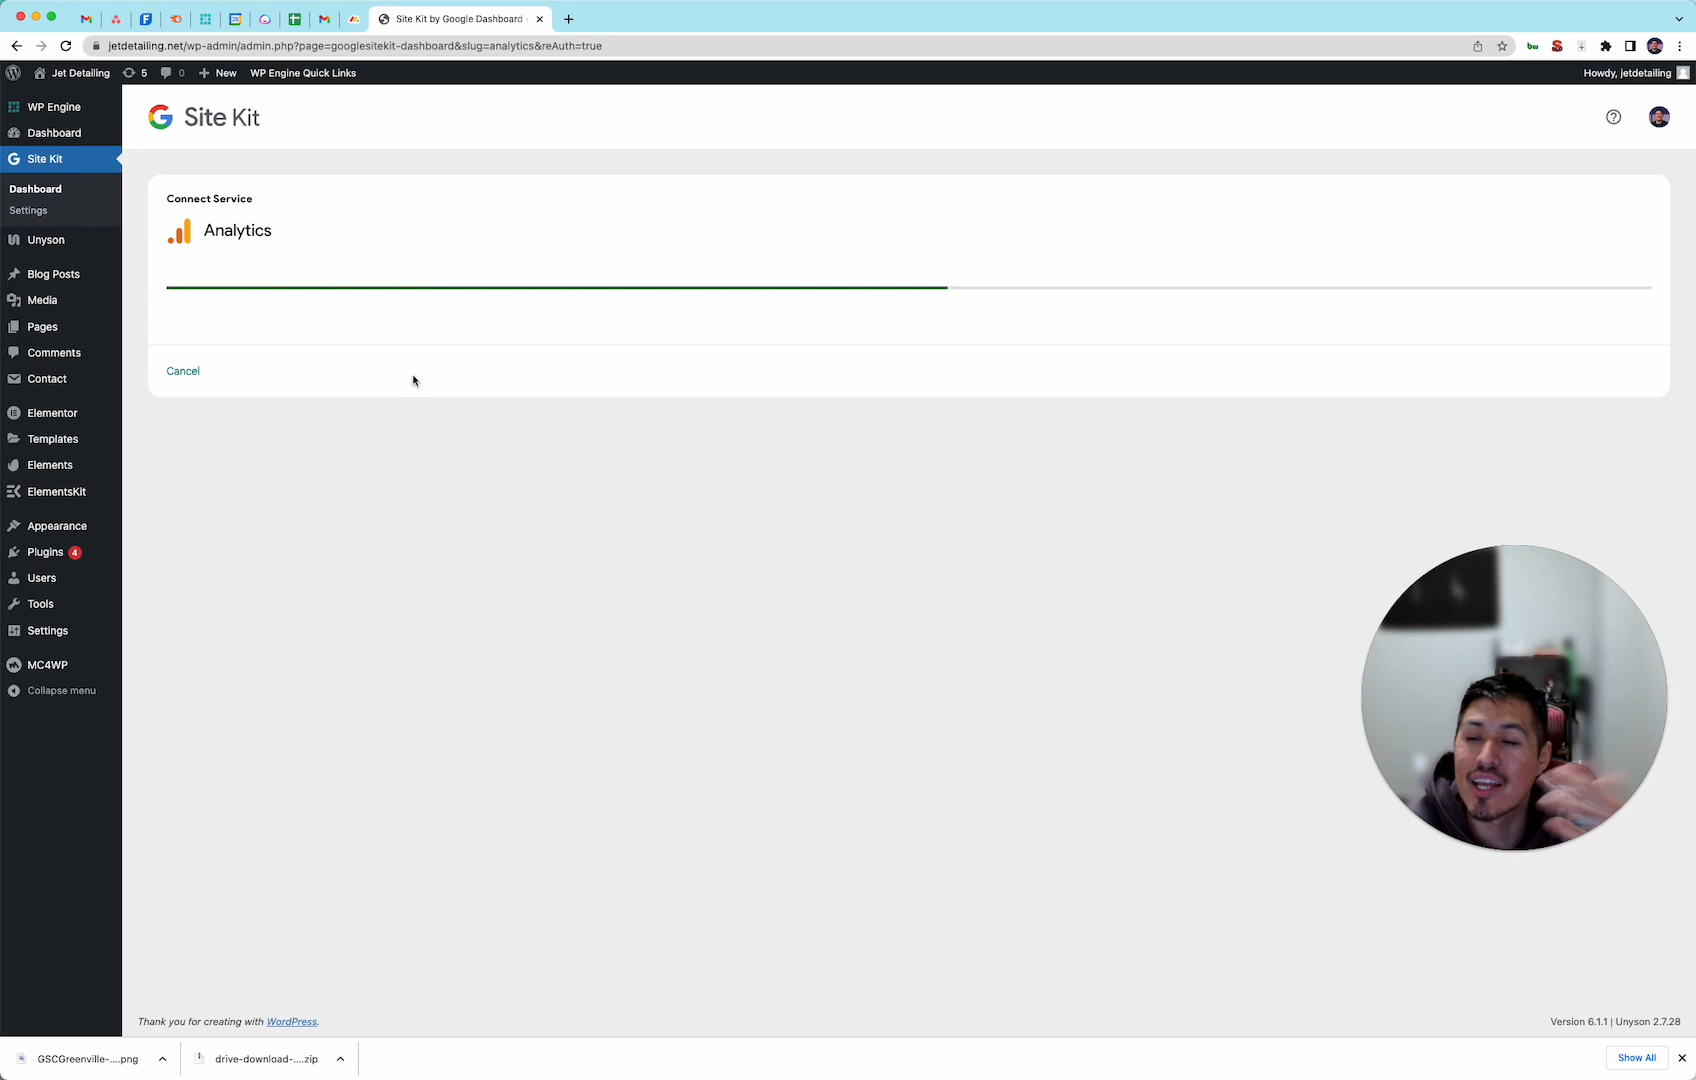 Site Kit by Google Dashboard
jetdetailing.net/wp-admin/admin.php?page=googlesitekit-dashboard&slug=analytics&reAuth=true
Jet Detailing
5
0
New
WP Engine Quick Links
Howdy, jetdetailing
WP Engine
Dashboard
Site Kit
Dashboard
Settings
Unyson
Blog Posts
Media
Pages
Comments
Contact
Elementor
Templates
Elements
ElementsKit
Appearance
Plugins 4
Users
Tools
Settings
MC4WP
Collapse menu
Site Kit
Connect Service
Analytics
Cancel
Thank you for creating with WordPress.
Version 6.1.1 | Unyson 2.7.28
GSCGreenville-....png
drive-download-....zip
Show All